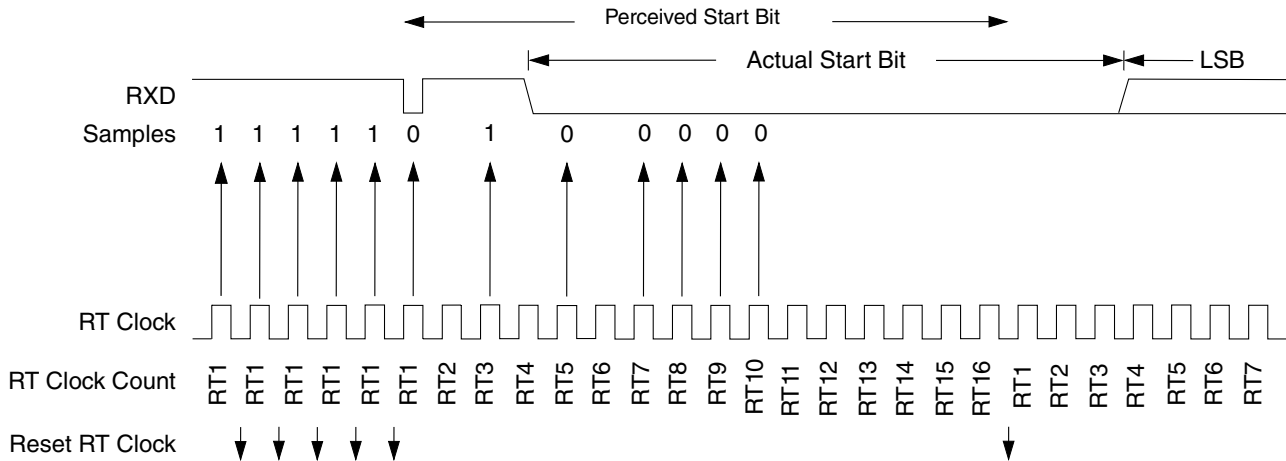 Perceived Start Bit
Actual Start Bit LSB
RXD
Samples 1 1 1 1 1 0 1 0 0 0 0 0
RT Clock
RT Clock Count RT1 RT1 RT1 RT1 RT1 RT1 RT2 RT3 RT4 RT5 RT6 RT7 RT8 RT9 RT10 RT11 RT12 RT13 RT14 RT15 RT16 RT1 RT2 RT3 RT4 RT5 RT6 RT7
Reset RT Clock